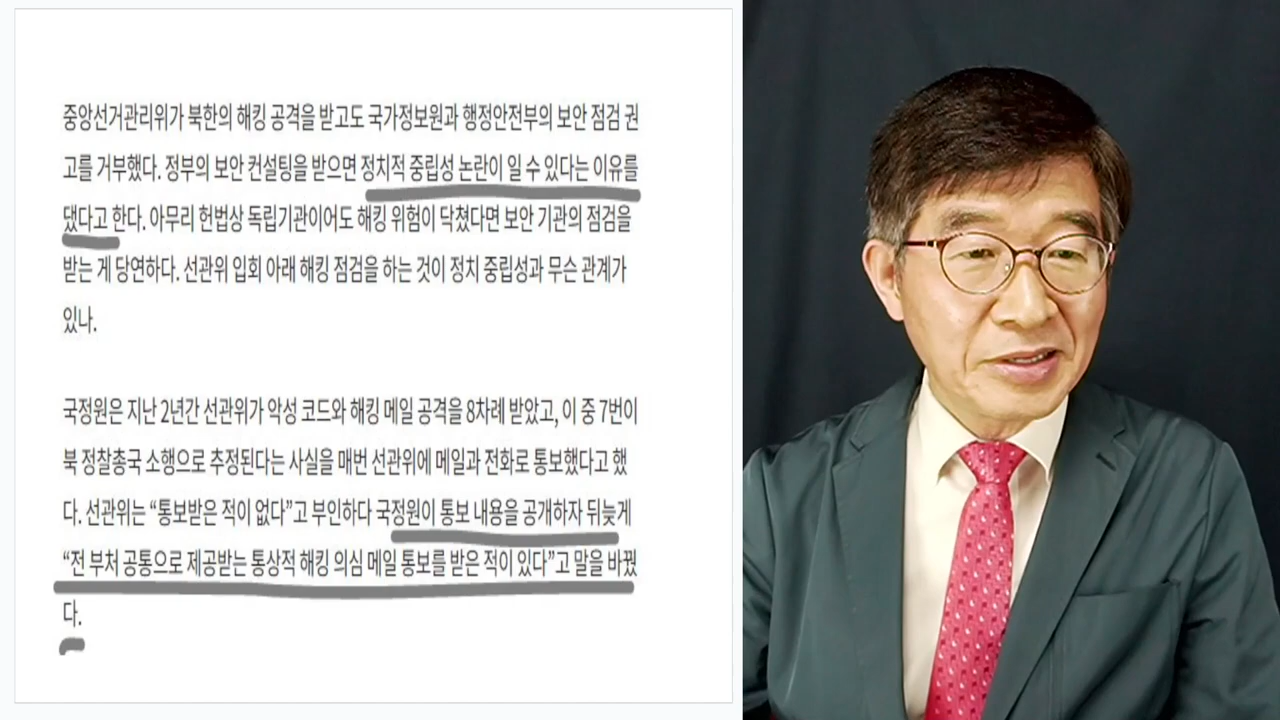 중앙선거관리위가 북한의 해킹 공격을 받고도 국가정보원과 행정안전부의 보안 점검 권
고를 거부했다. 정부의 보안 컨설팅을 받으면 정치적 중립성 논란이 일 수 있다는 이유를
댔다고 한다. 아무리 헌법상 독립기관이어도 해킹 위험이 닥쳤다면 보안 기관의 점검을
받는 게 당연하다. 선관위 입회 아래 해킹 점검을 하는 것이 정치 중립성과 무슨 관계가
있나.
국정원은 지난 2년간 선관위가 악성 코드와 해킹 메일 공격을 8차례 받았고, 이 중 7번이
북 정찰총국 소행으로 추정된다는 사실을 매번 선관위에 메일과 전화로 통보했다고 했
다. 선관위는 “통보받은 적이 없다”고 부인하다 국정원이 통보 내용을 공개하자 뒤늦게
“전 부처 공통으로 제공받는 통상적 해킹 의심 메일 통보를 받은 적이 있다”고 말을 바꿨
다.